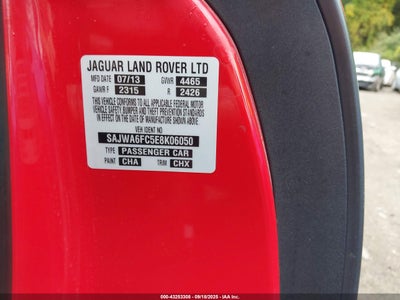 JAGUAR LAND ROVER LTD
MFD DATE 07/13 GVWR 4465
GAWR F 2315 R 2426
THIS VEHICLE CONFORMS TO ALL APPLICABLE FEDERAL MOTOR
VEHICLE SAFETY, BUMPER AND THEFT PREVENTION STANDARDS
IN EFFECT ON THE DATE OF MANUFACTURE SHOWN ABOVE
VEH IDENT NO
SAJWA6FC5E8K06050
TYPE PASSENGER CAR
PAINT CHA TRIM CHX
000-43253308 - 09/18/2025 - IAA Inc.